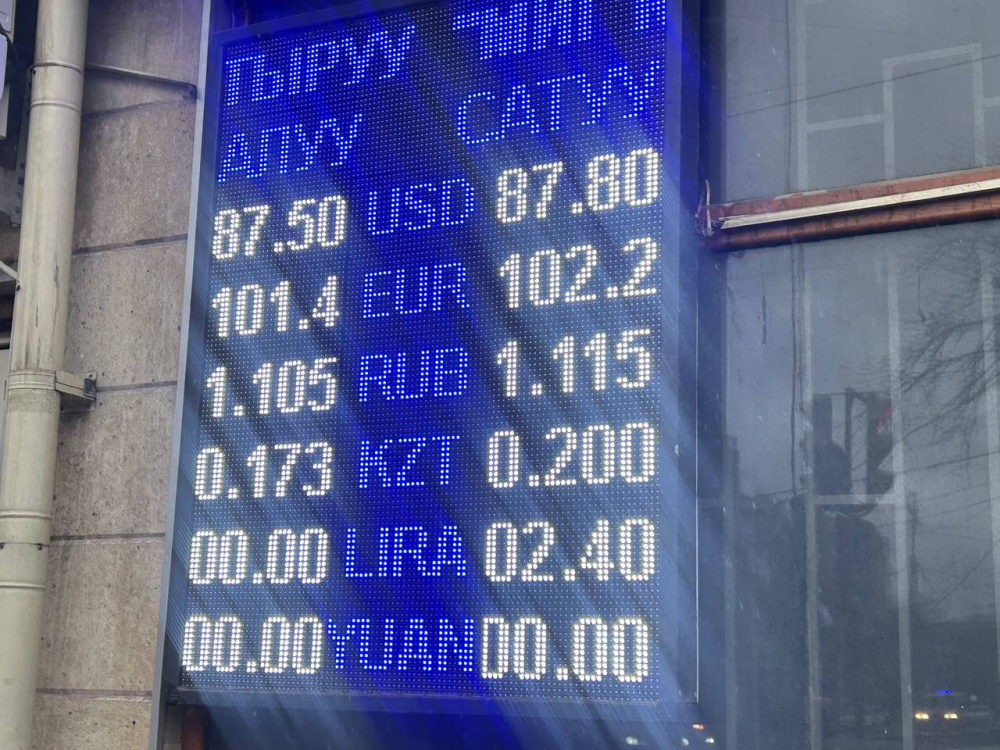 АЛУУ САТУУ
87.50 USD 87.80
101.4 EUR 102.2
1.105 RUB 1.115
0.173 KZT 0.200
00.00 LIRA 02.40
00.00 YUAN 00.00